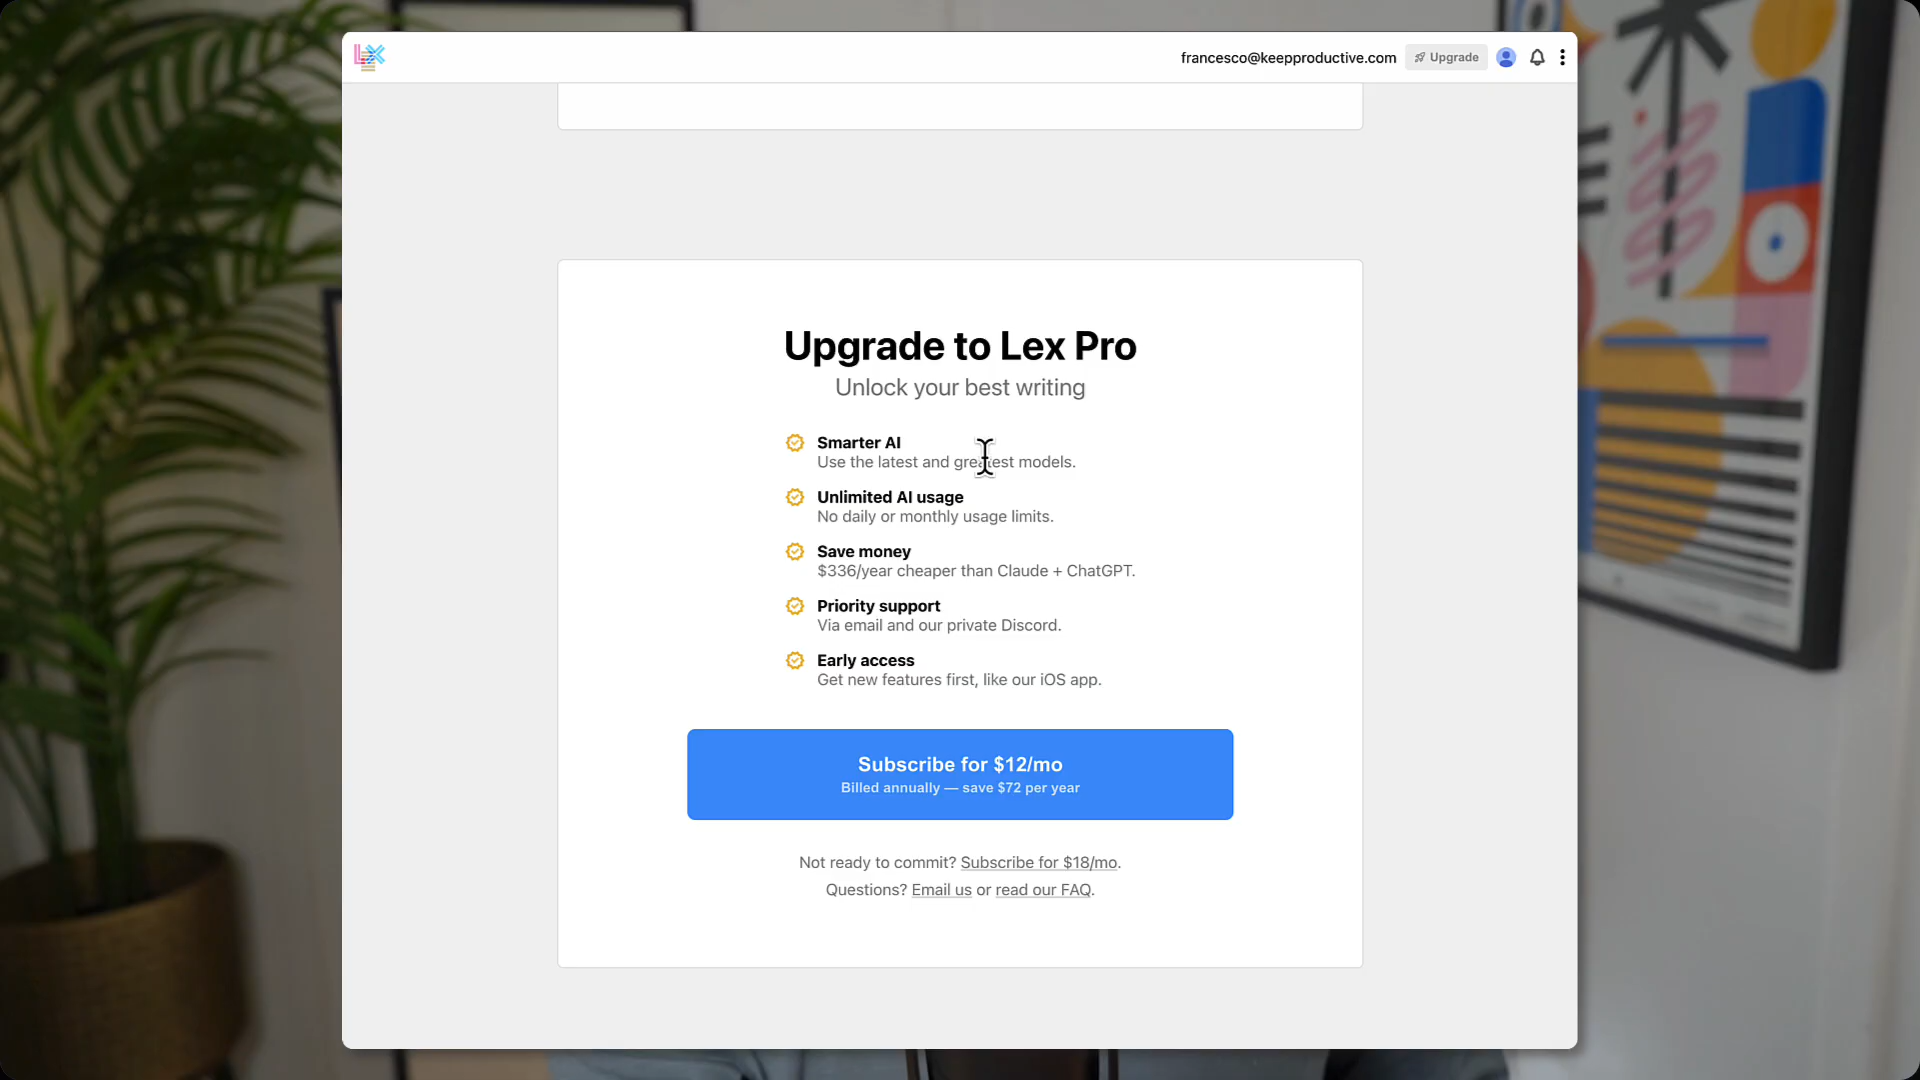 LX
francesco@keepproductive.com Upgrade
Upgrade to Lex Pro
Unlock your best writing
Smarter AI
Use the latest and greatest models.
Unlimited AI usage
No daily or monthly usage limits.
Save money
$336/year cheaper than Claude + ChatGPT.
Priority support
Via email and our private Discord.
Early access
Get new features first, like our iOS app.
Subscribe for $12/mo
Billed annually — save $72 per year
Not ready to commit? Subscribe for $18/mo.
Questions? Email us or read our FAQ.